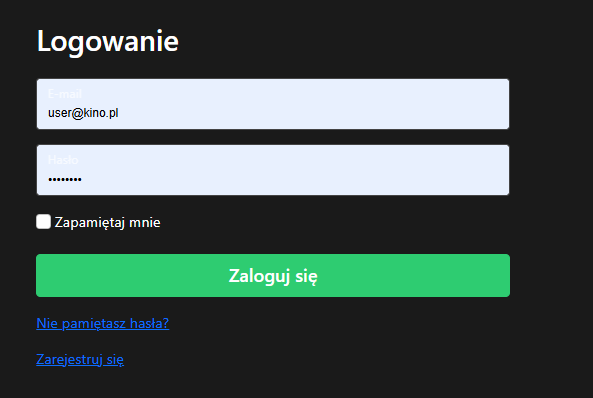 Logowanie
E-mail
user@kino.pl
Hasło
••••••••
Zapamiętaj mnie
Zaloguj się
Nie pamiętasz hasła?
Zarejestruj się